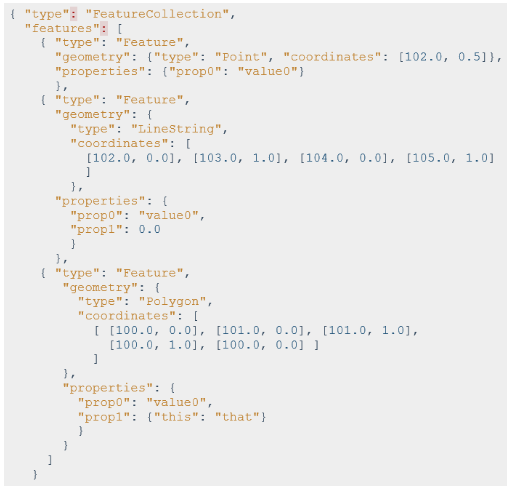 { "type": "FeatureCollection",
  "features": [
    { "type": "Feature",
      "geometry": {"type": "Point", "coordinates": [102.0, 0.5]},
      "properties": {"prop0": "value0"}
      },
    { "type": "Feature",
      "geometry": {
        "type": "LineString",
        "coordinates": [
          [102.0, 0.0], [103.0, 1.0], [104.0, 0.0], [105.0, 1.0]
          ]
        },
      "properties": {
        "prop0": "value0",
        "prop1": 0.0
        }
      },
    { "type": "Feature",
       "geometry": {
         "type": "Polygon",
         "coordinates": [
           [ [100.0, 0.0], [101.0, 0.0], [101.0, 1.0],
             [100.0, 1.0], [100.0, 0.0] ]
           ]
       },
       "properties": {
         "prop0": "value0",
         "prop1": {"this": "that"}
         }
       }
     ]
   }